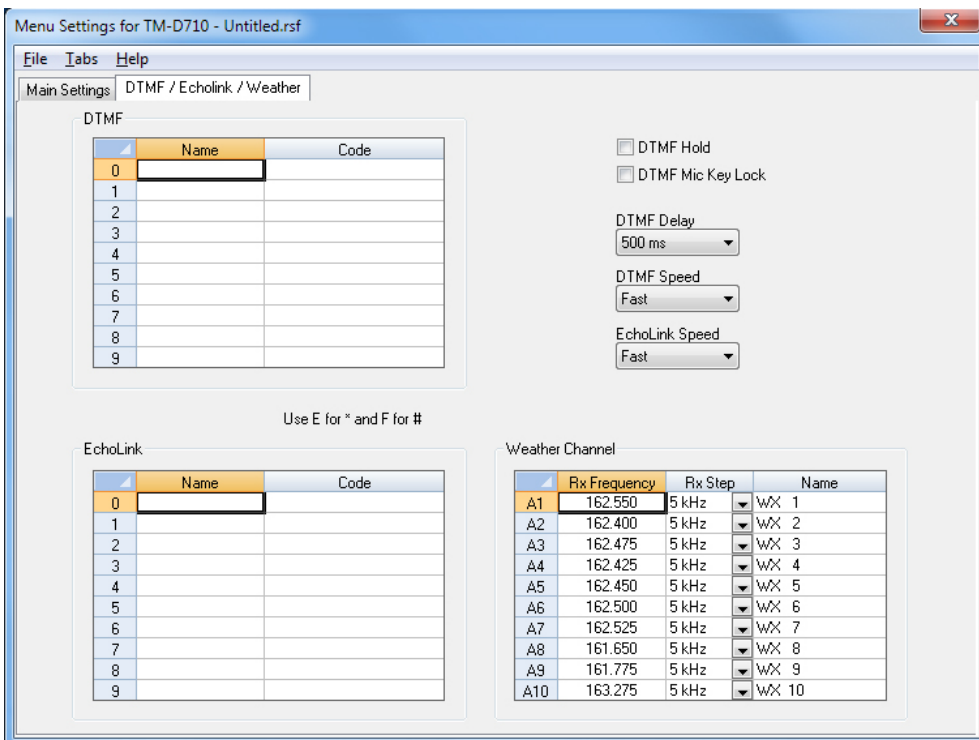 Menu Settings for TM-D710 - Untitled.rsf
x
File Tabs Help
Main Settings DTMF / Echolink / Weather
DTMF
Name Code
0
1
2
3
4
5
6
7
8
9
DTMF Hold
DTMF Mic Key Lock
DTMF Delay
500 ms
DTMF Speed
Fast
EchoLink Speed
Fast
Use E for * and F for #
EchoLink
Name Code
0
1
2
3
4
5
6
7
8
9
Weather Channel
Rx Frequency Rx Step Name
A1 162.550 5 kHz WX 1
A2 162.400 5 kHz WX 2
A3 162.475 5 kHz WX 3
A4 162.425 5 kHz WX 4
A5 162.450 5 kHz WX 5
A6 162.500 5 kHz WX 6
A7 162.525 5 kHz WX 7
A8 161.650 5 kHz WX 8
A9 161.775 5 kHz WX 9
A10 163.275 5 kHz WX 10